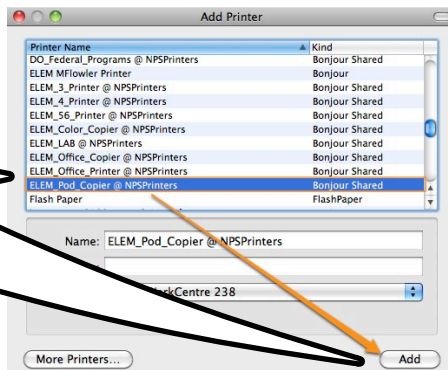 Add Printer
Printer Name Kind
DO_Federal_Programs @ NPSPrinters Bonjour Shared
ELEM MFlowler Printer Bonjour
ELEM_3_Printer @ NPSPrinters Bonjour Shared
ELEM_4_Printer @ NPSPrinters Bonjour Shared
ELEM_56_Printer @ NPSPrinters Bonjour Shared
ELEM_Color_Copier @ NPSPrinters Bonjour Shared
ELEM_LAB @ NPSPrinters Bonjour Shared
ELEM_Office_Copier @ NPSPrinters Bonjour Shared
ELEM_Office_Printer @ NPSPrinters Bonjour Shared
ELEM_Pod_Copier @ NPSPrinters Bonjour Shared
Flash Paper FlashPaper
Name: ELEM_Pod_Copier @ NPSPrinters
238
More Printers... Add